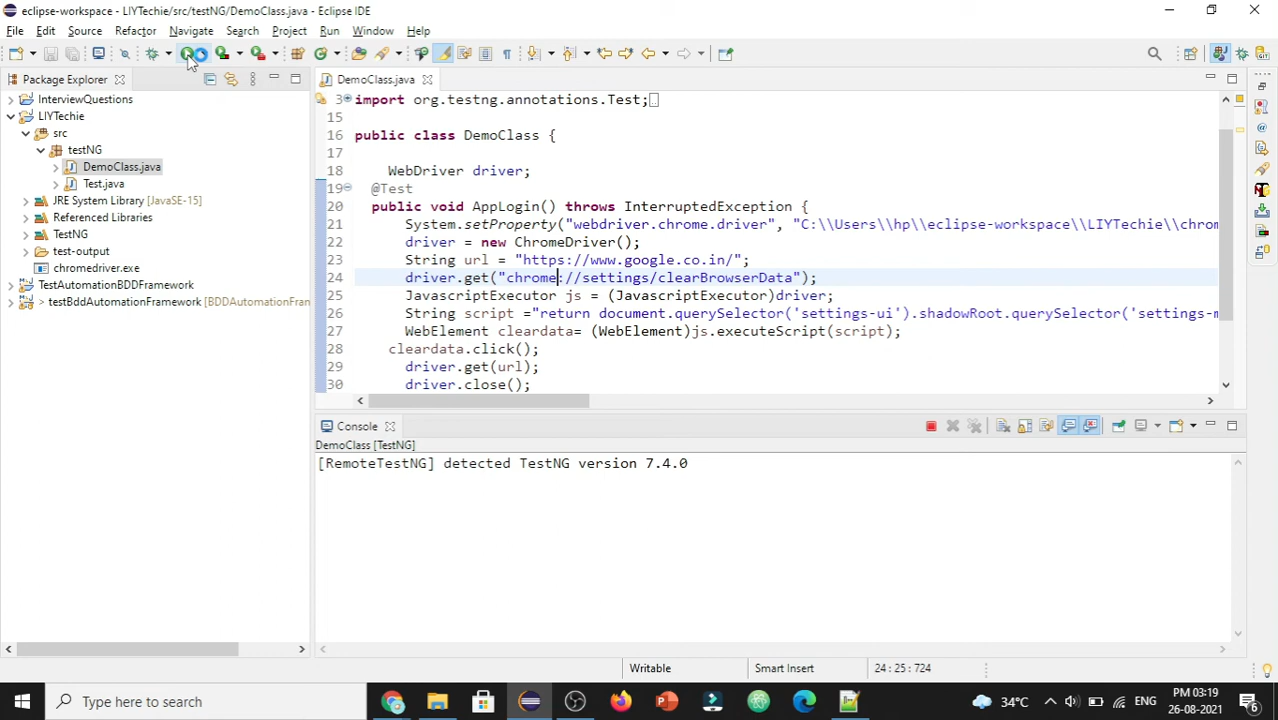 eclipse-workspace - LIYTechie/src/testNG/DemoClass.java - Eclipse IDE
File Edit Source Refactor Navigate Search Project Run Window Help
Package Explorer
InterviewQuestions
LIYTechie
src
testNG
DemoClass.java
Test.java
JRE System Library [JavaSE-15]
Referenced Libraries
TestNG
test-output
chromedriver.exe
TestAutomationBDDFramework
> testBddAutomationFramework [BDDAutomationFran
DemoClass.java
3 import org.testng.annotations.Test;
15
16 public class DemoClass {
17
18 WebDriver driver;
19 @Test
20 public void AppLogin() throws InterruptedException {
21 System.setProperty("webdriver.chrome.driver", "C:\\Users\\hp\\eclipse-workspace\\LIYTechie\\chrom
22 driver = new ChromeDriver();
23 String url = "https://www.google.co.in/";
24 driver.get("chrome://settings/clearBrowserData");
25 JavascriptExecutor js = (JavascriptExecutor)driver;
26 String script ="return document.querySelector('settings-ui').shadowRoot.querySelector('settings-m
27 WebElement cleardata= (WebElement)js.executeScript(script);
28 cleardata.click();
29 driver.get(url);
30 driver.close();
Console
DemoClass [TestNG]
[RemoteTestNG] detected TestNG version 7.4.0
Writable Smart Insert 24 : 25 : 724
Type here to search
34°C ENG PM 03:19
26-08-2021
6